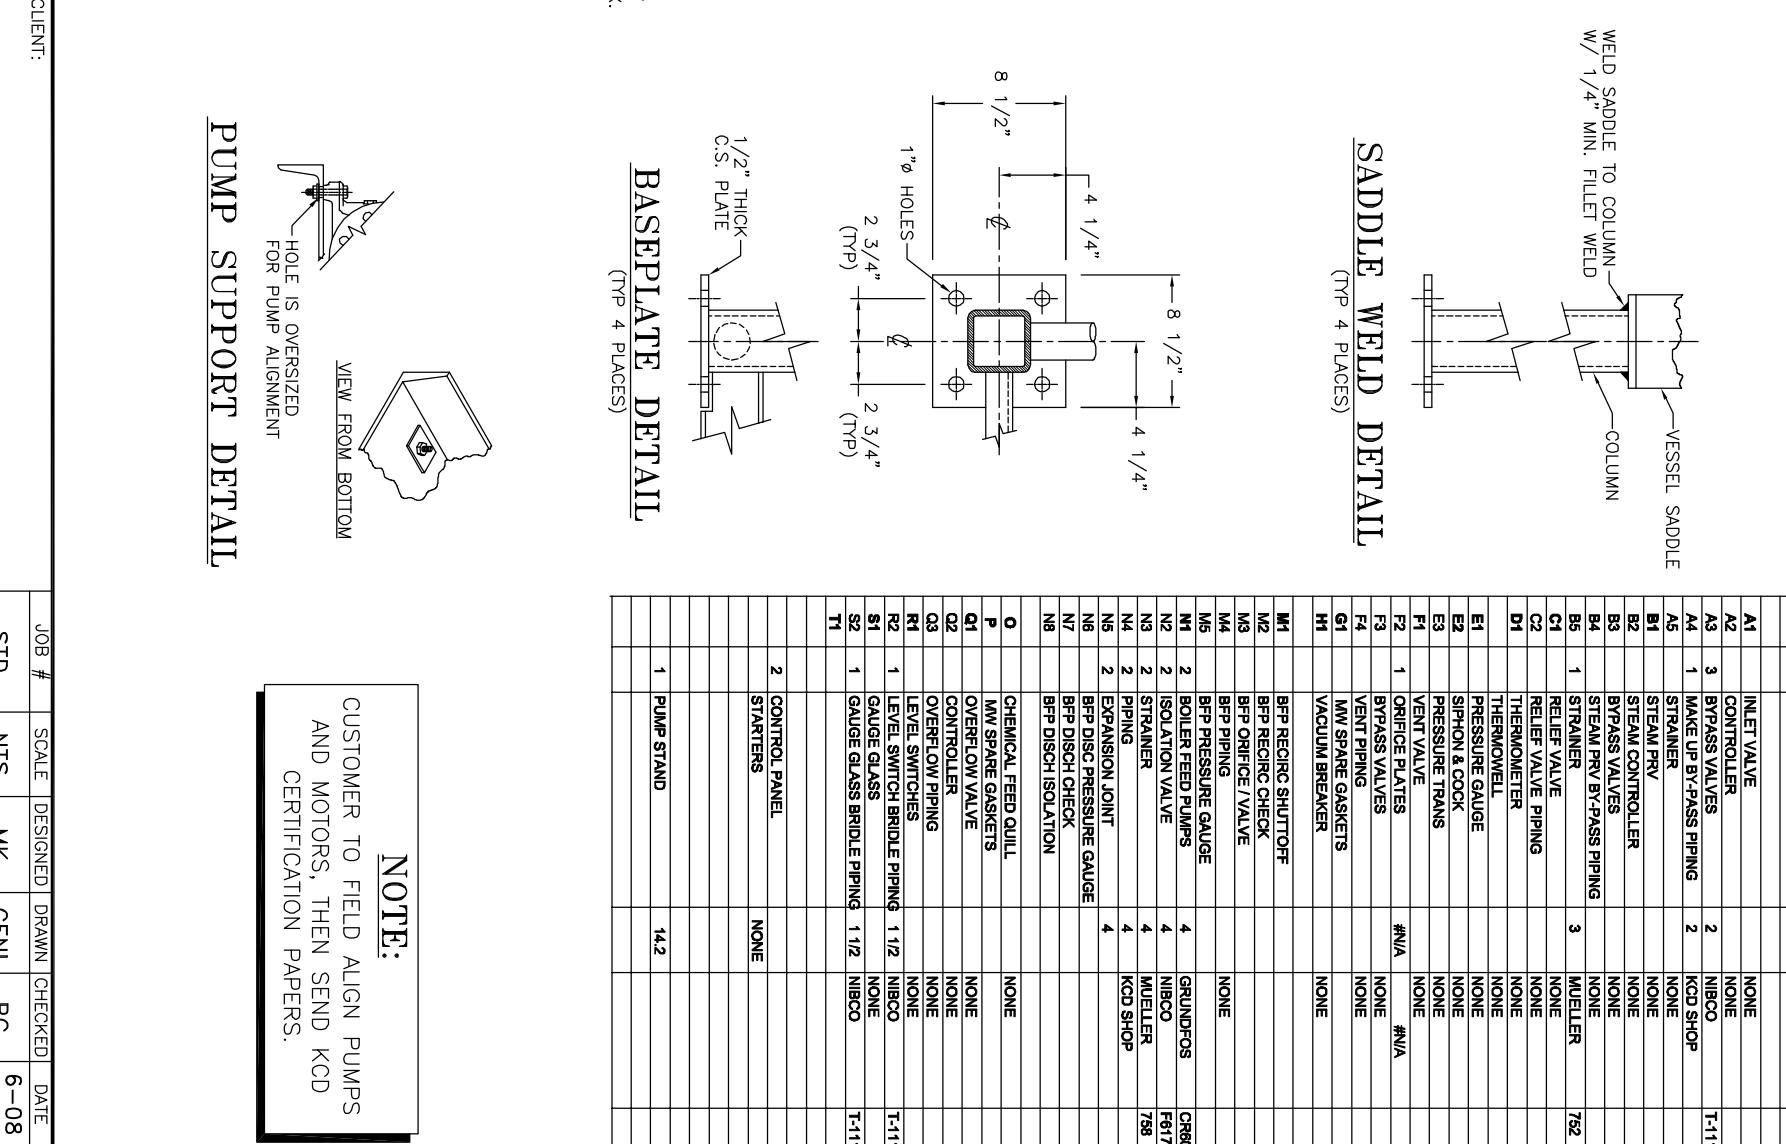 WELD SADDLE TO COLUMN
W/ 1/4" MIN. FILLET WELD
VESSEL SADDLE
COLUMN
SADDLE WELD DETAIL
(TYP 4 PLACES)
8 1/2"
4 1/4"
4 1/4"
8 1/2"
1"ø HOLES
2 3/4"
(TYP)
2 3/4"
(TYP)
1/2" THICK
C.S. PLATE
BASEPLATE DETAIL
(TYP 4 PLACES)
VIEW FROM BOTTOM
HOLE IS OVERSIZED
FOR PUMP ALIGNMENT
PUMP SUPPORT DETAIL
A1 INLET VALVE NONE
A2 CONTROLLER NONE
A3 3 BYPASS VALVES 2 NIBCO T-11
A4 1 MAKE UP BY-PASS PIPING 2 KCD SHOP
A5 STRAINER NONE
B1 STEAM PRV NONE
B2 STEAM CONTROLLER NONE
B3 BYPASS VALVES NONE
B4 STEAM PRV BY-PASS PIPING NONE
B5 1 STRAINER 3 MUELLER 752
C1 RELIEF VALVE NONE
C2 RELIEF VALVE PIPING NONE
D1 THERMOMETER NONE
THERMOWELL NONE
E1 PRESSURE GAUGE NONE
E2 SIPHON & COCK NONE
E3 PRESSURE TRANS NONE
F1 VENT VALVE NONE
F2 1 ORIFICE PLATES #N/A #N/A
F3 BYPASS VALVES NONE
F4 VENT PIPING NONE
G1 MW SPARE GASKETS
H1 VACUUM BREAKER NONE
M1 BFP RECIRC SHUTTOFF
M2 BFP RECIRC CHECK
M3 BFP ORIFICE / VALVE
M4 BFP PIPING NONE
M5 BFP PRESSURE GAUGE
N1 2 BOILER FEED PUMPS 4 GRUNDFOS
N2 2 ISOLATION VALVE 4 NIBCO F617
N3 2 STRAINER 4 MUELLER 758
N4 2 PIPING 4 KCD SHOP
N5 2 EXPANSION JOINT 4
N6 BFP DISC PRESSURE GAUGE
N7 BFP DISCH CHECK
N8 BFP DISCH ISOLATION
O CHEMICAL FEED QUILL NONE
P MW SPARE GASKETS
Q1 OVERFLOW VALVE NONE
Q2 CONTROLLER NONE
Q3 OVERFLOW PIPING NONE
R1 LEVEL SWITCHES NONE
R2 1 LEVEL SWITCH BRIDLE PIPING 1 1/2 NIBCO T-11
S1 GAUGE GLASS NONE
S2 1 GAUGE GLASS BRIDLE PIPING 1 1/2 NIBCO T-11
T1
2 CONTROL PANEL
STARTERS NONE
1 PUMP STAND 14.2
NOTE:
CUSTOMER TO FIELD ALIGN PUMPS
AND MOTORS, THEN SEND KCD
CERTIFICATION PAPERS.
CLIENT:
JOB # SCALE DESIGNED DRAWN CHECKED DATE
STD NTS MK 6-08